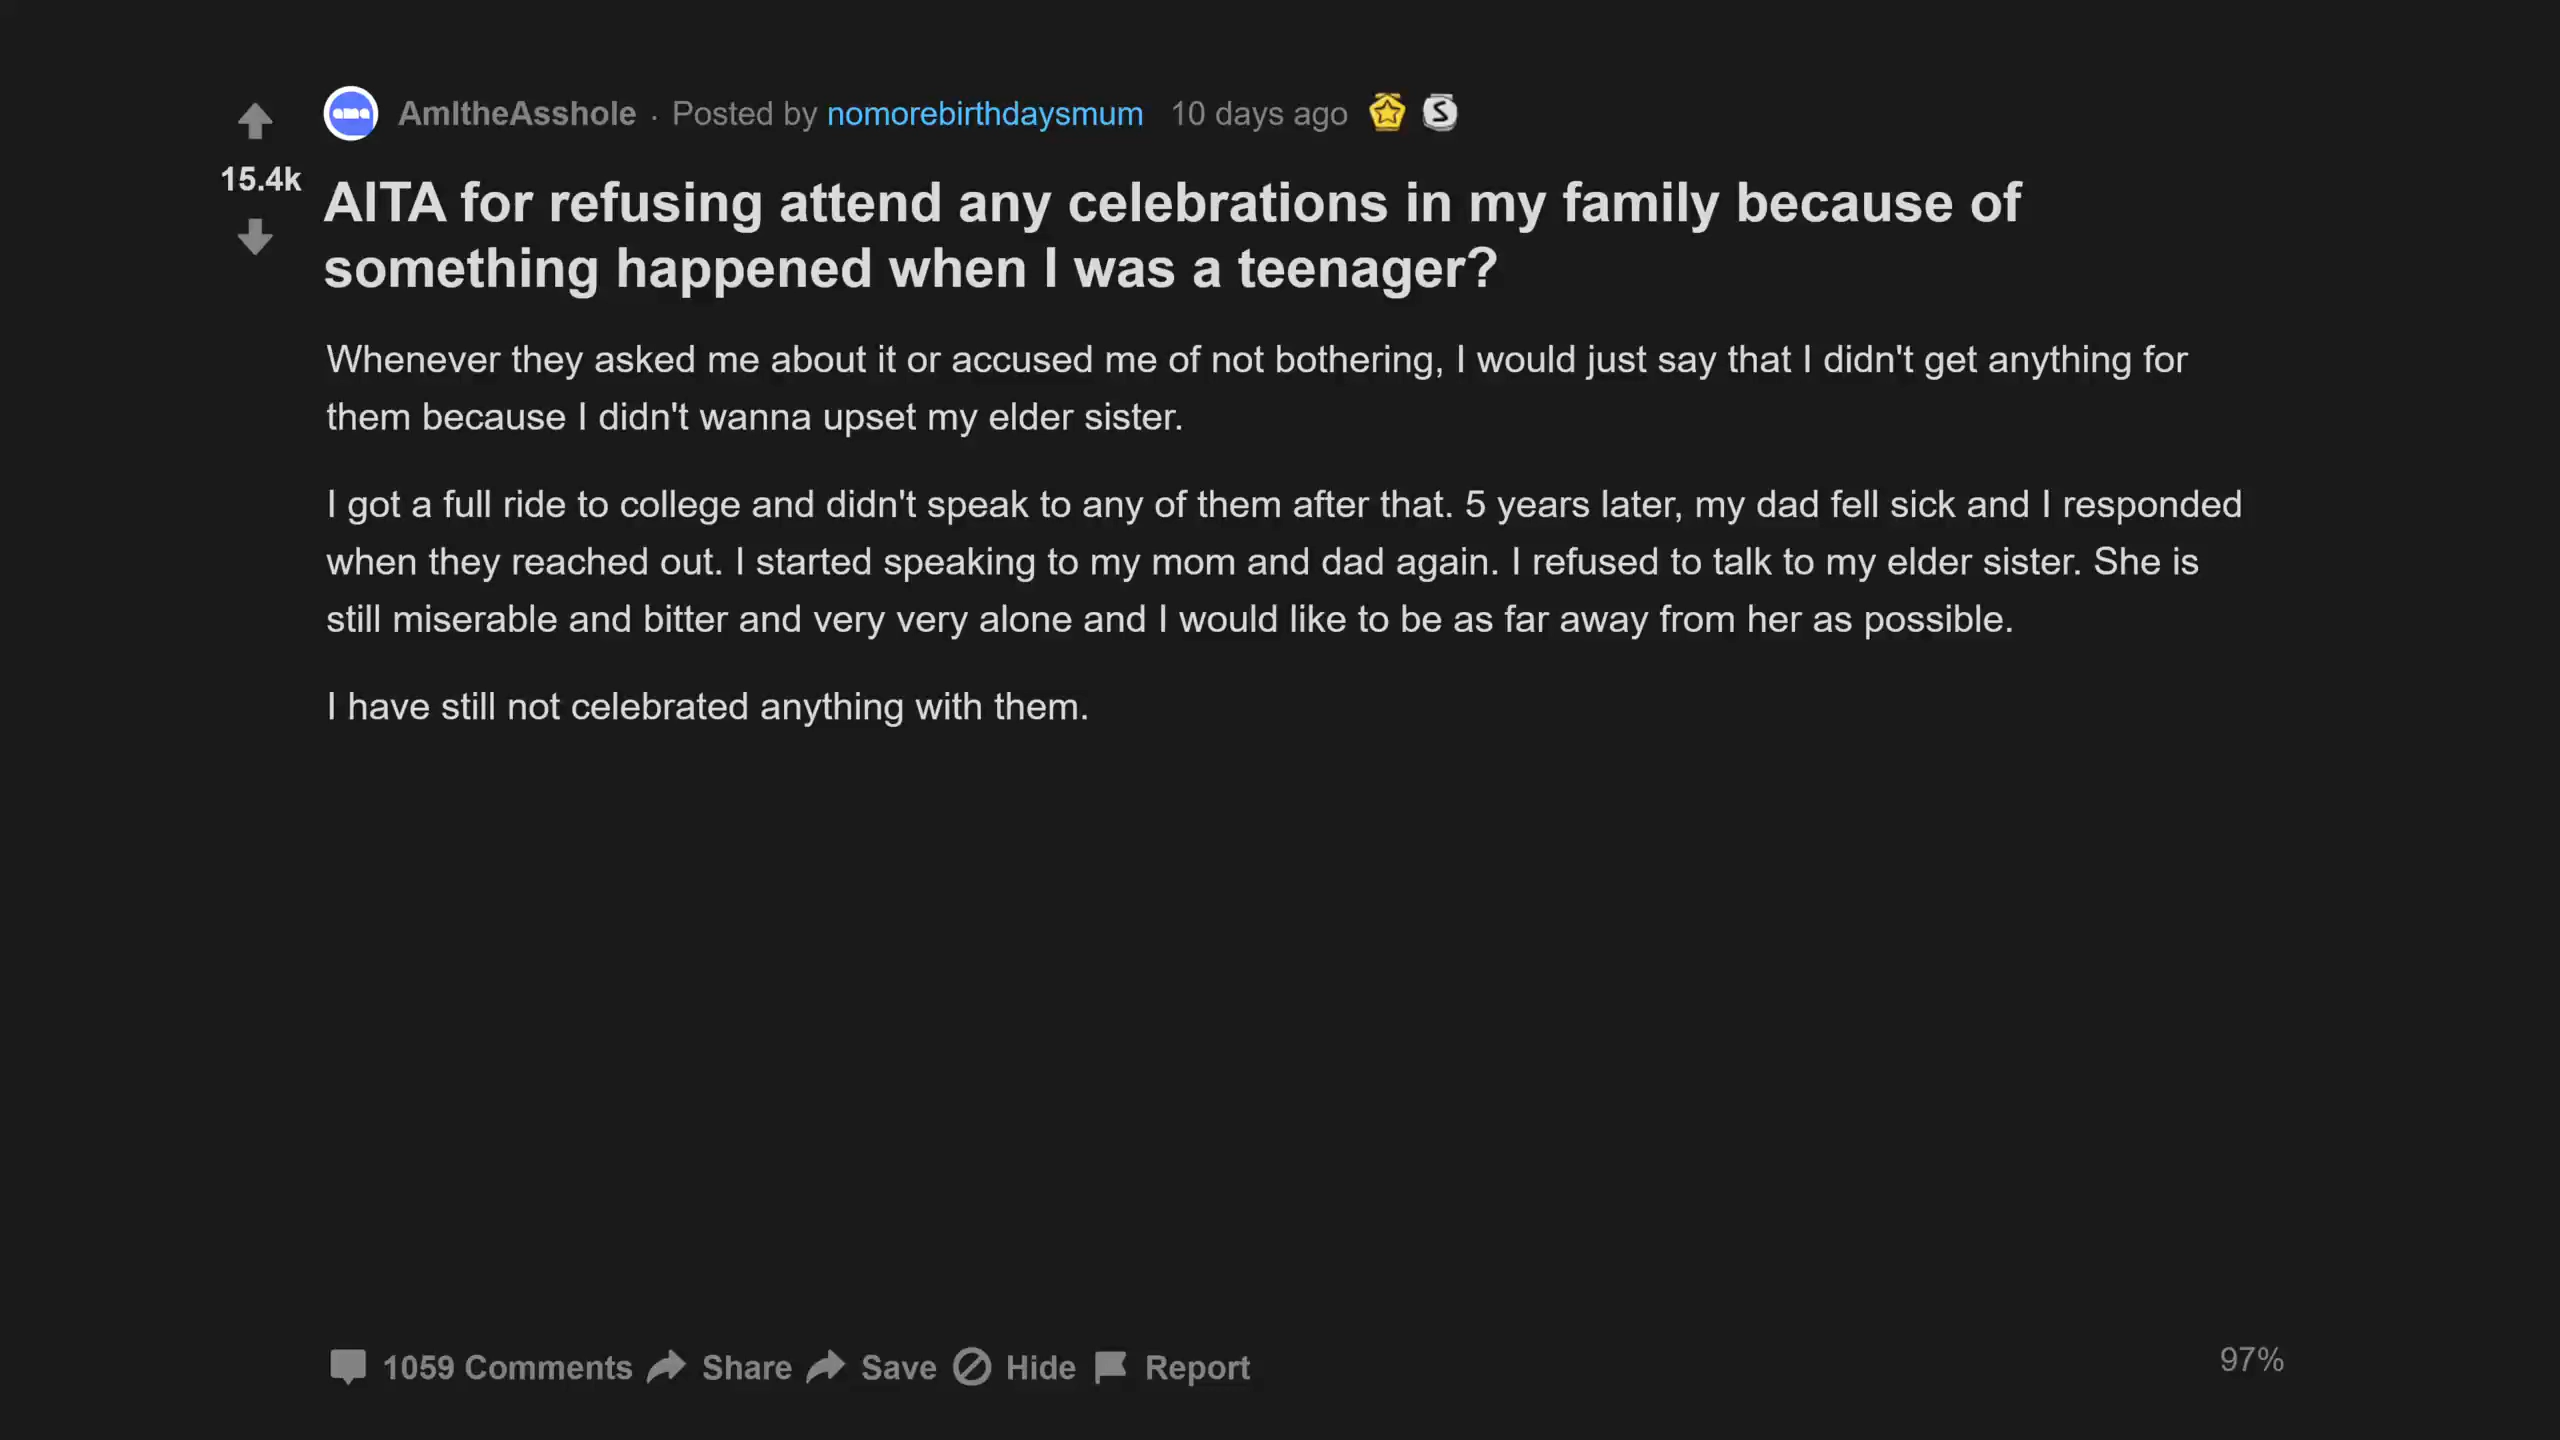 AmItheAsshole · Posted by nomorebirthdaysmum 10 days ago
15.4k
AITA for refusing attend any celebrations in my family because of
something happened when I was a teenager?
Whenever they asked me about it or accused me of not bothering, I would just say that I didn't get anything for
them because I didn't wanna upset my elder sister.
I got a full ride to college and didn't speak to any of them after that. 5 years later, my dad fell sick and I responded
when they reached out. I started speaking to my mom and dad again. I refused to talk to my elder sister. She is
still miserable and bitter and very very alone and I would like to be as far away from her as possible.
I have still not celebrated anything with them.
1059 Comments Share Save Hide Report
97%